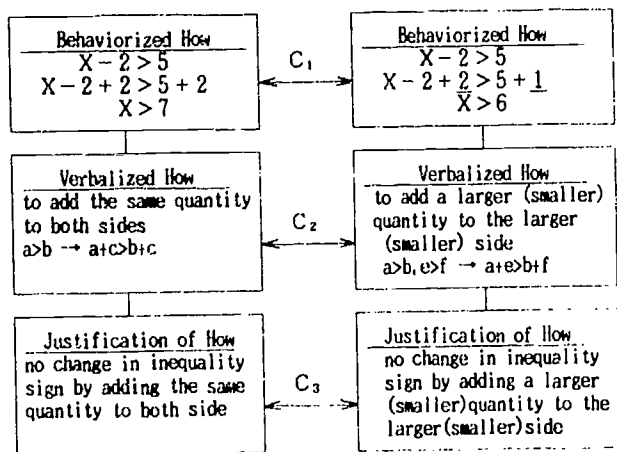 Behaviorized How
X－2＞5
X－2＋2＞5＋2
X＞7
C₁
Behaviorized How
X－2＞5
X－2＋2＞5＋1
X＞6
Verbalized How
to add the same quantity
to both sides
a>b → a+c>b+c
C₂
Verbalized How
to add a larger (smaller)
quantity to the larger
(smaller) side
a>b, e>f → a+e>b+f
Justification of How
no change in inequality
sign by adding the same
quantity to both side
C₃
Justification of How
no change in inequality
sign by adding a larger
(smaller)quantity to the
larger(smaller)side